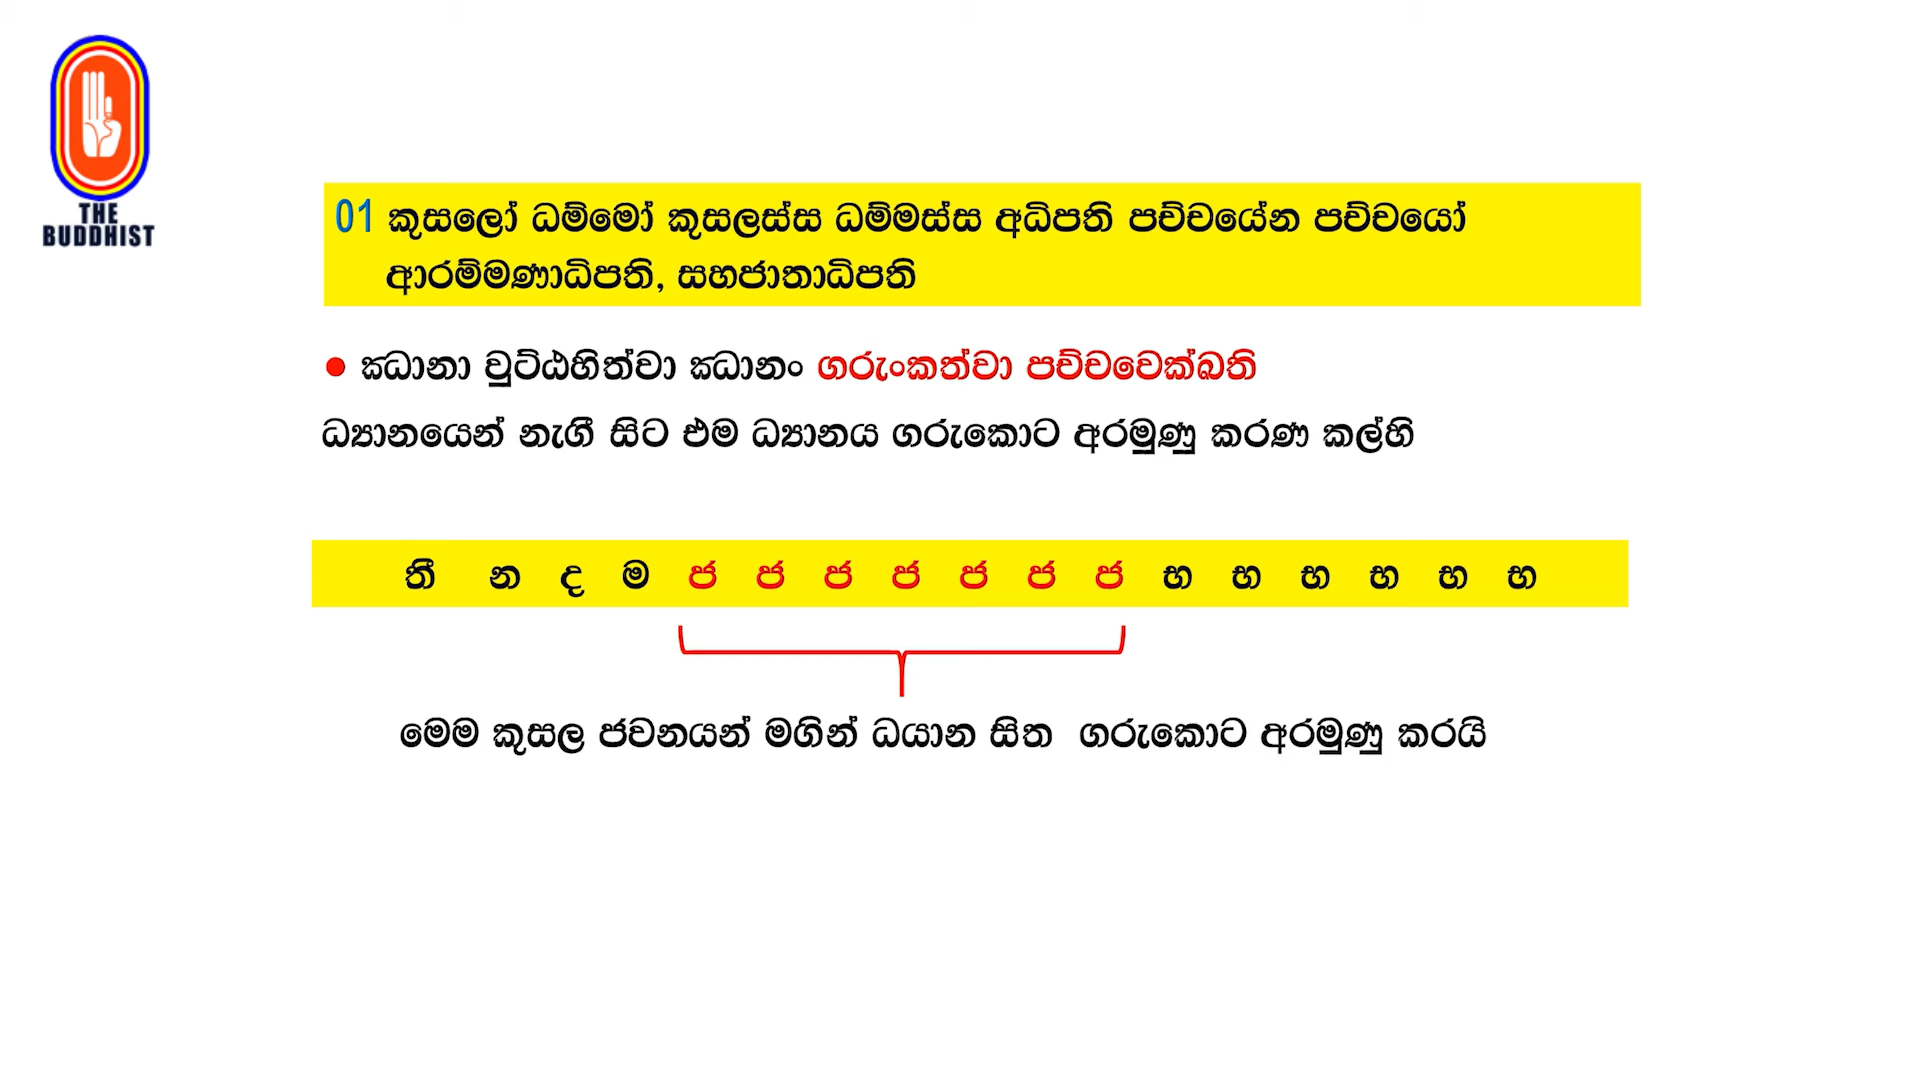 THE
BUDDHIST
01 කුසලෝ ධම්මෝ කුසලස්ස ධම්මස්ස අධිපති පච්චයේන පච්චයෝ
ආරම්මණාධිපති, සහජාතාධිපති
● ඣානා වුට්ඨහිත්වා ඣානං ගරුංකත්වා පච්චවෙක්ඛති
ධ්‍යානයෙන් නැගී සිට එම ධ්‍යානය ගරුකොට අරමුණු කරණ කල්හි
තී න ද ම ජ ජ ජ ජ ජ ජ ජ භ භ භ භ භ භ
මෙම කුසල ජවනයන් මගින් ධයාන සිත ගරුකොට අරමුණු කරයි